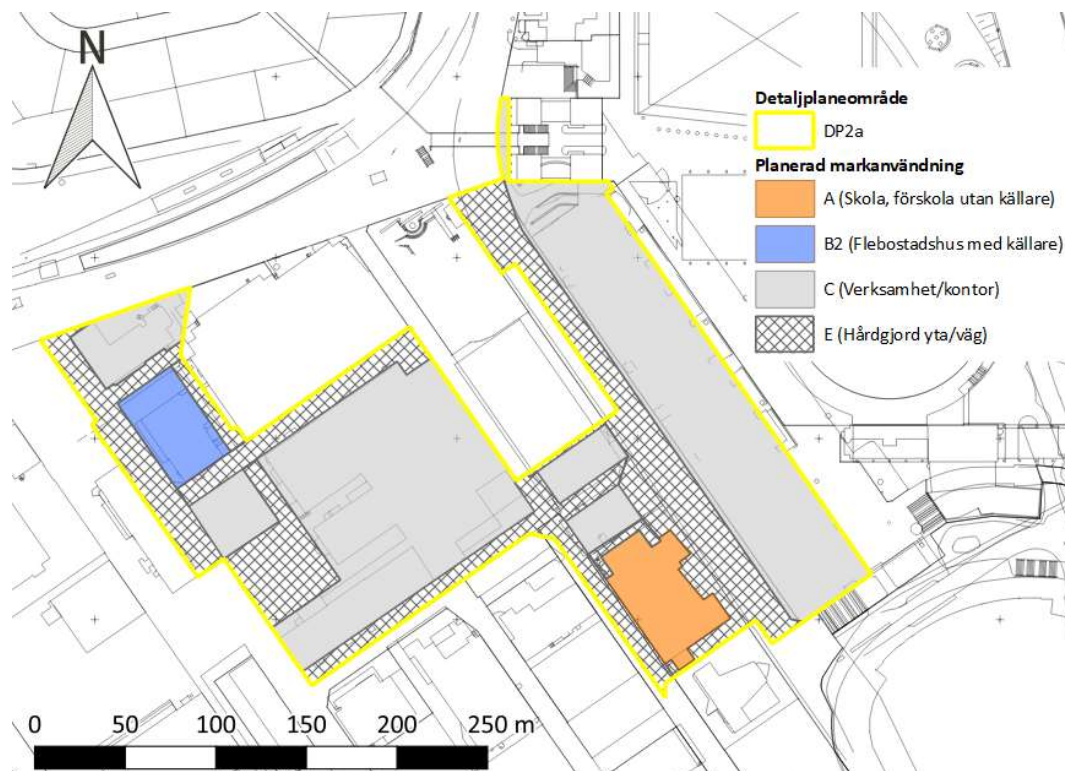 N
Detaljplaneområde
DP2a
Planerad markanvändning
A (Skola, förskola utan källare)
B2 (Flebostadshus med källare)
C (Verksamhet/kontor)
E (Hårdgjord yta/väg)
0 50 100 150 200 250 m